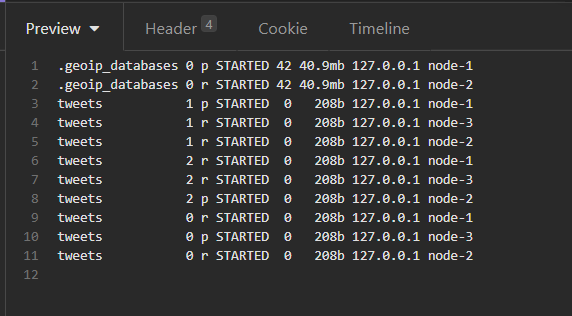 Preview Header 4 Cookie Timeline
1 .geoip_databases 0 p STARTED 42 40.9mb 127.0.0.1 node-1
2 .geoip_databases 0 r STARTED 42 40.9mb 127.0.0.1 node-2
3 tweets 1 p STARTED 0 208b 127.0.0.1 node-1
4 tweets 1 r STARTED 0 208b 127.0.0.1 node-3
5 tweets 1 r STARTED 0 208b 127.0.0.1 node-2
6 tweets 2 r STARTED 0 208b 127.0.0.1 node-1
7 tweets 2 r STARTED 0 208b 127.0.0.1 node-3
8 tweets 2 p STARTED 0 208b 127.0.0.1 node-2
9 tweets 0 r STARTED 0 208b 127.0.0.1 node-1
10 tweets 0 p STARTED 0 208b 127.0.0.1 node-3
11 tweets 0 r STARTED 0 208b 127.0.0.1 node-2
12